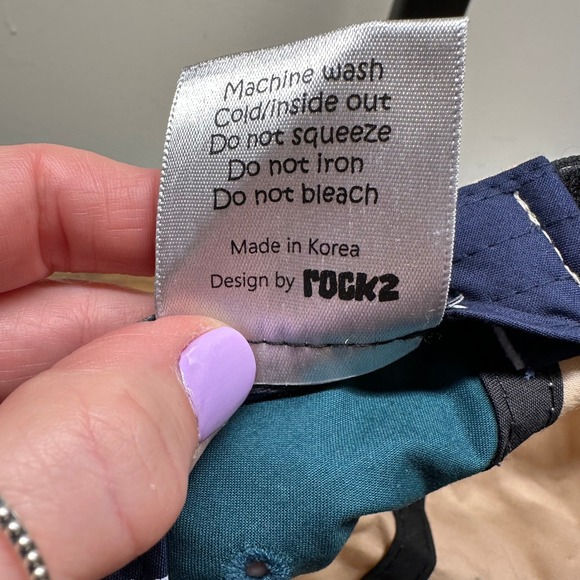 Machine wash
Cold/inside out
Do not squeeze
Do not iron
Do not bleach
Made in Korea
Design by rockz